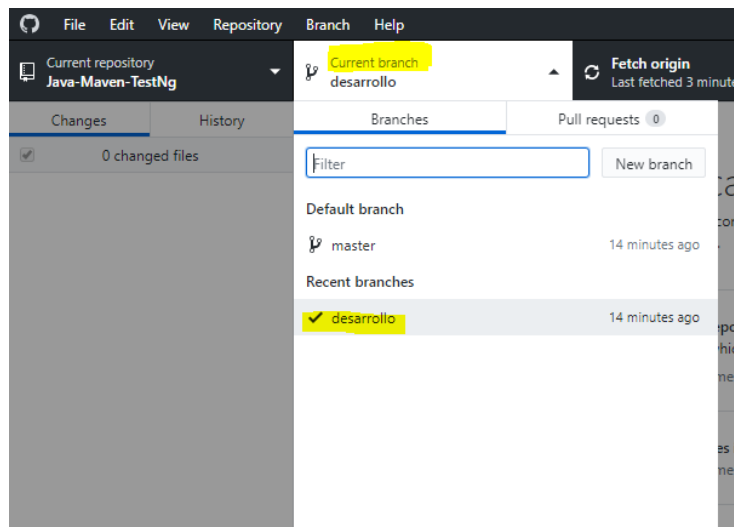 File Edit View Repository Branch Help
Current repository
Java-Maven-TestNg
Current branch
desarrollo
Fetch origin
Last fetched 3
Changes History
0 changed files
Branches Pull requests 0
Filter New branch
Default branch
master 14 minutes ago
Recent branches
desarrollo 14 minutes ago